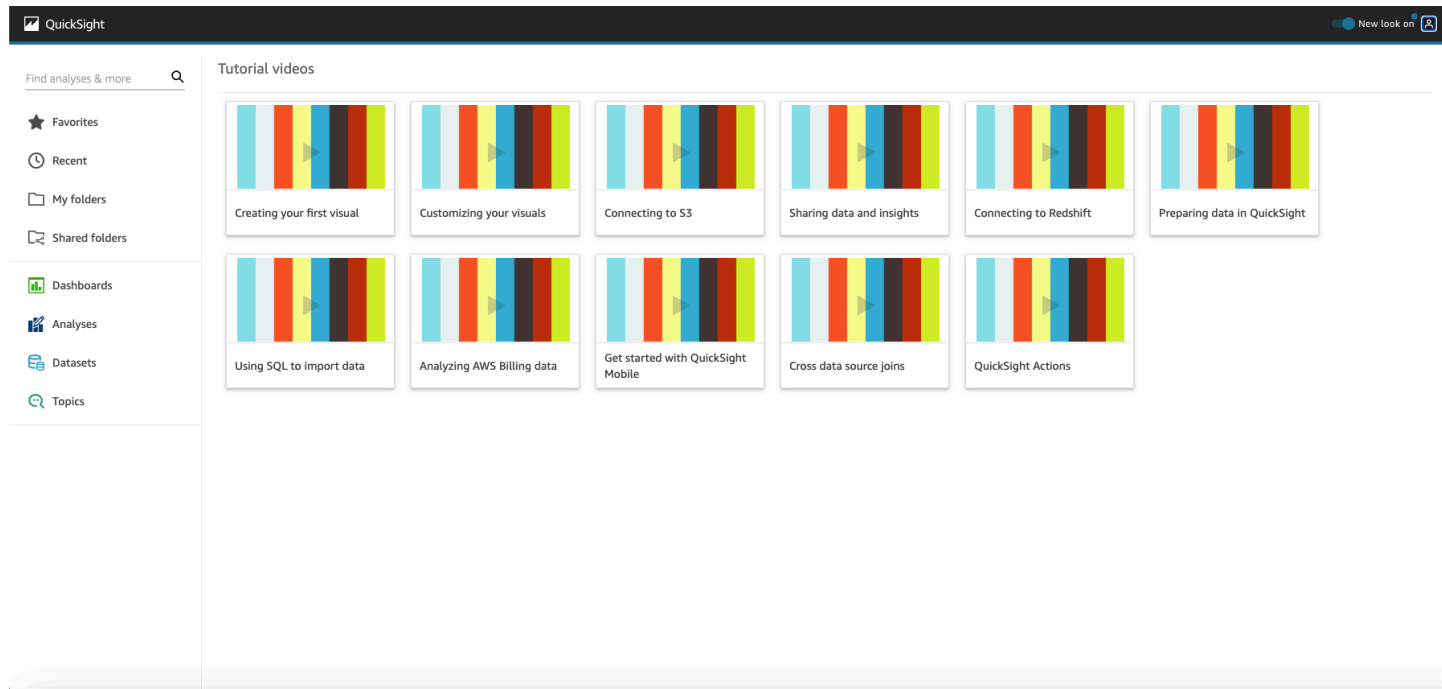 QuickSight
New look on
Find analyses & more
Favorites
Recent
My folders
Shared folders
Dashboards
Analyses
Datasets
Topics
Tutorial videos
Creating your first visual
Customizing your visuals
Connecting to S3
Sharing data and insights
Connecting to Redshift
Preparing data in QuickSight
Using SQL to import data
Analyzing AWS Billing data
Get started with QuickSight
Mobile
Cross data source joins
QuickSight Actions